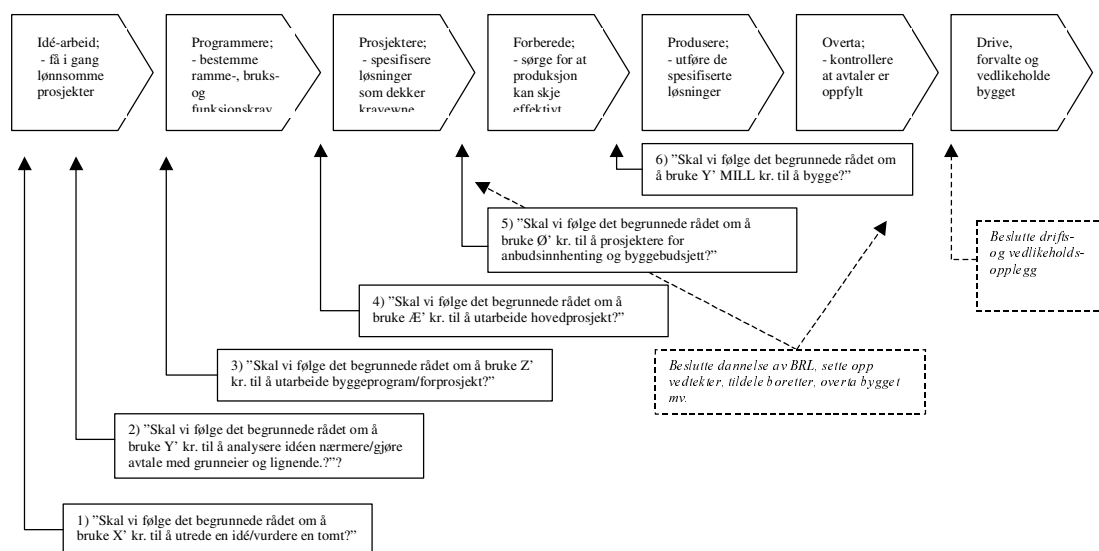 Idé-arbeid;
- få i gang
lønnsomme
prosjekter
Programmere;
- bestemme
ramme-, bruks-
og
funksjonskrav
Prosjektere;
- spesifisere
løsninger
som dekker
kravewne
Forberede;
- sørge for at
produksjon
kan skje
effektivt
Produsere;
- utføre de
spesifiserte
løsninger
Overta;
- kontrollere
at avtaler er
oppfylt
Drive,
forvalte og
vedlikeholde
bygget
6) ”Skal vi følge det begrunnede rådet om
å bruke Y’ MILL kr. til å bygge?”
5) ”Skal vi følge det begrunnede rådet om å
bruke Ø’ kr. til å prosjektere for
anbudsinnhenting og byggebudsjett?”
Beslutte drifts-
og vedlikeholds-
opplegg
4) ”Skal vi følge det begrunnede rådet om å
bruke Æ’ kr. til å utarbeide hovedprosjekt?”
3) ”Skal vi følge det begrunnede rådet om å bruke Z’
kr. til å utarbeide byggeprogram/forprosjekt?”
Beslutte dannelse av BRL, sette opp
vedtekter, tildele boretter, overta bygget
mv.
2) ”Skal vi følge det begrunnede rådet om å
bruke Y’ kr. til å analysere idéen nærmere/gjøre
avtale med grunneier og lignende.?”?
1) ”Skal vi følge det begrunnede rådet om å
bruke X’ kr. til å utrede en idé/vurdere en tomt?”